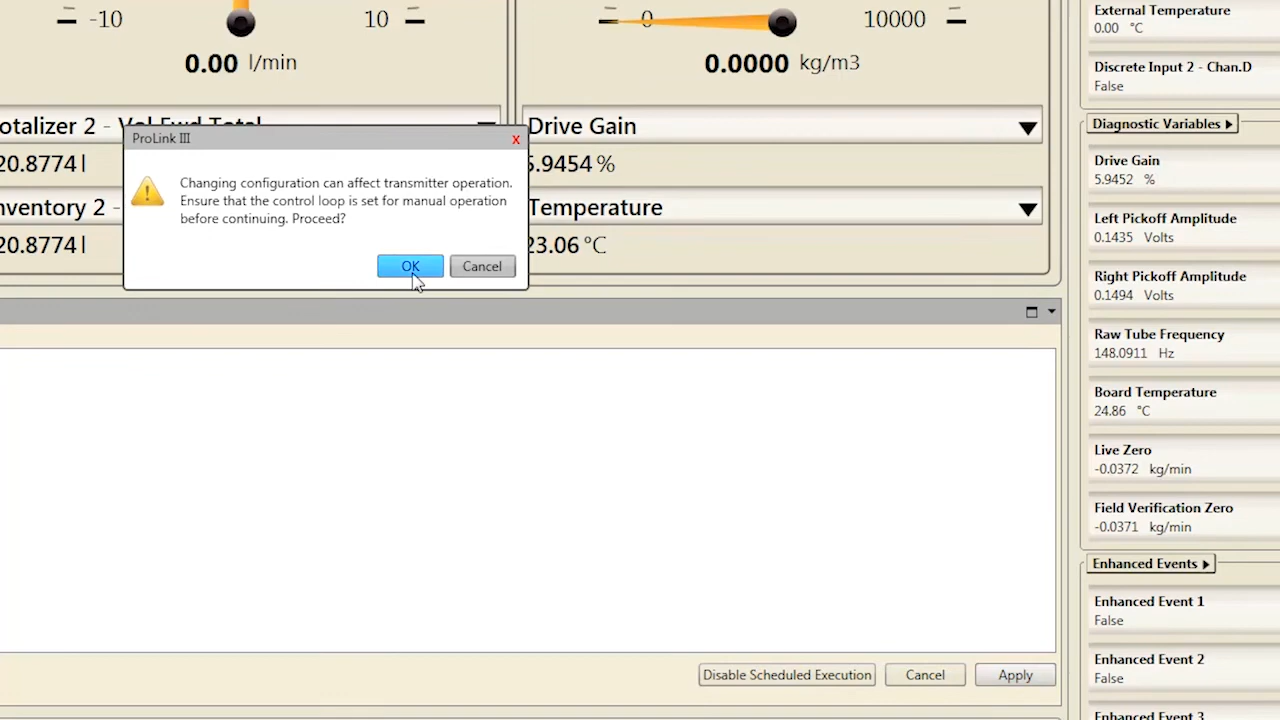 -10
10
0
10000
0.00 l/min
0.0000 kg/m3
otalizer 2 - Vol Fwd Total
20.8774 l
nventory 2 -
20.8774 l
Drive Gain
5.9454 %
Temperature
23.06 °C
ProLink III
x
Changing configuration can affect transmitter operation.
Ensure that the control loop is set for manual operation
before continuing. Proceed?
OK
Cancel
Disable Scheduled Execution
Cancel
Apply
External Temperature
0.00 °C
Discrete Input 2 - Chan.D
False
Diagnostic Variables
Drive Gain
5.9452 %
Left Pickoff Amplitude
0.1435 Volts
Right Pickoff Amplitude
0.1494 Volts
Raw Tube Frequency
148.0911 Hz
Board Temperature
24.86 °C
Live Zero
-0.0372 kg/min
Field Verification Zero
-0.0371 kg/min
Enhanced Events
Enhanced Event 1
False
Enhanced Event 2
False
Enhanced Event 3